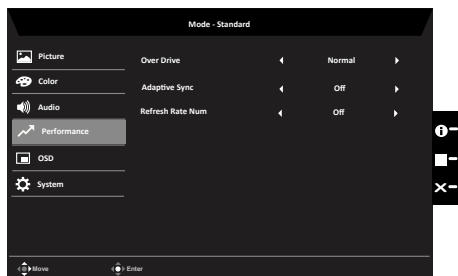 Mode - Standard
Picture
Over Drive Normal
Color
Adaptive Sync Off
Audio
Refresh Rate Num Off
Performance
OSD
System
Move Enter